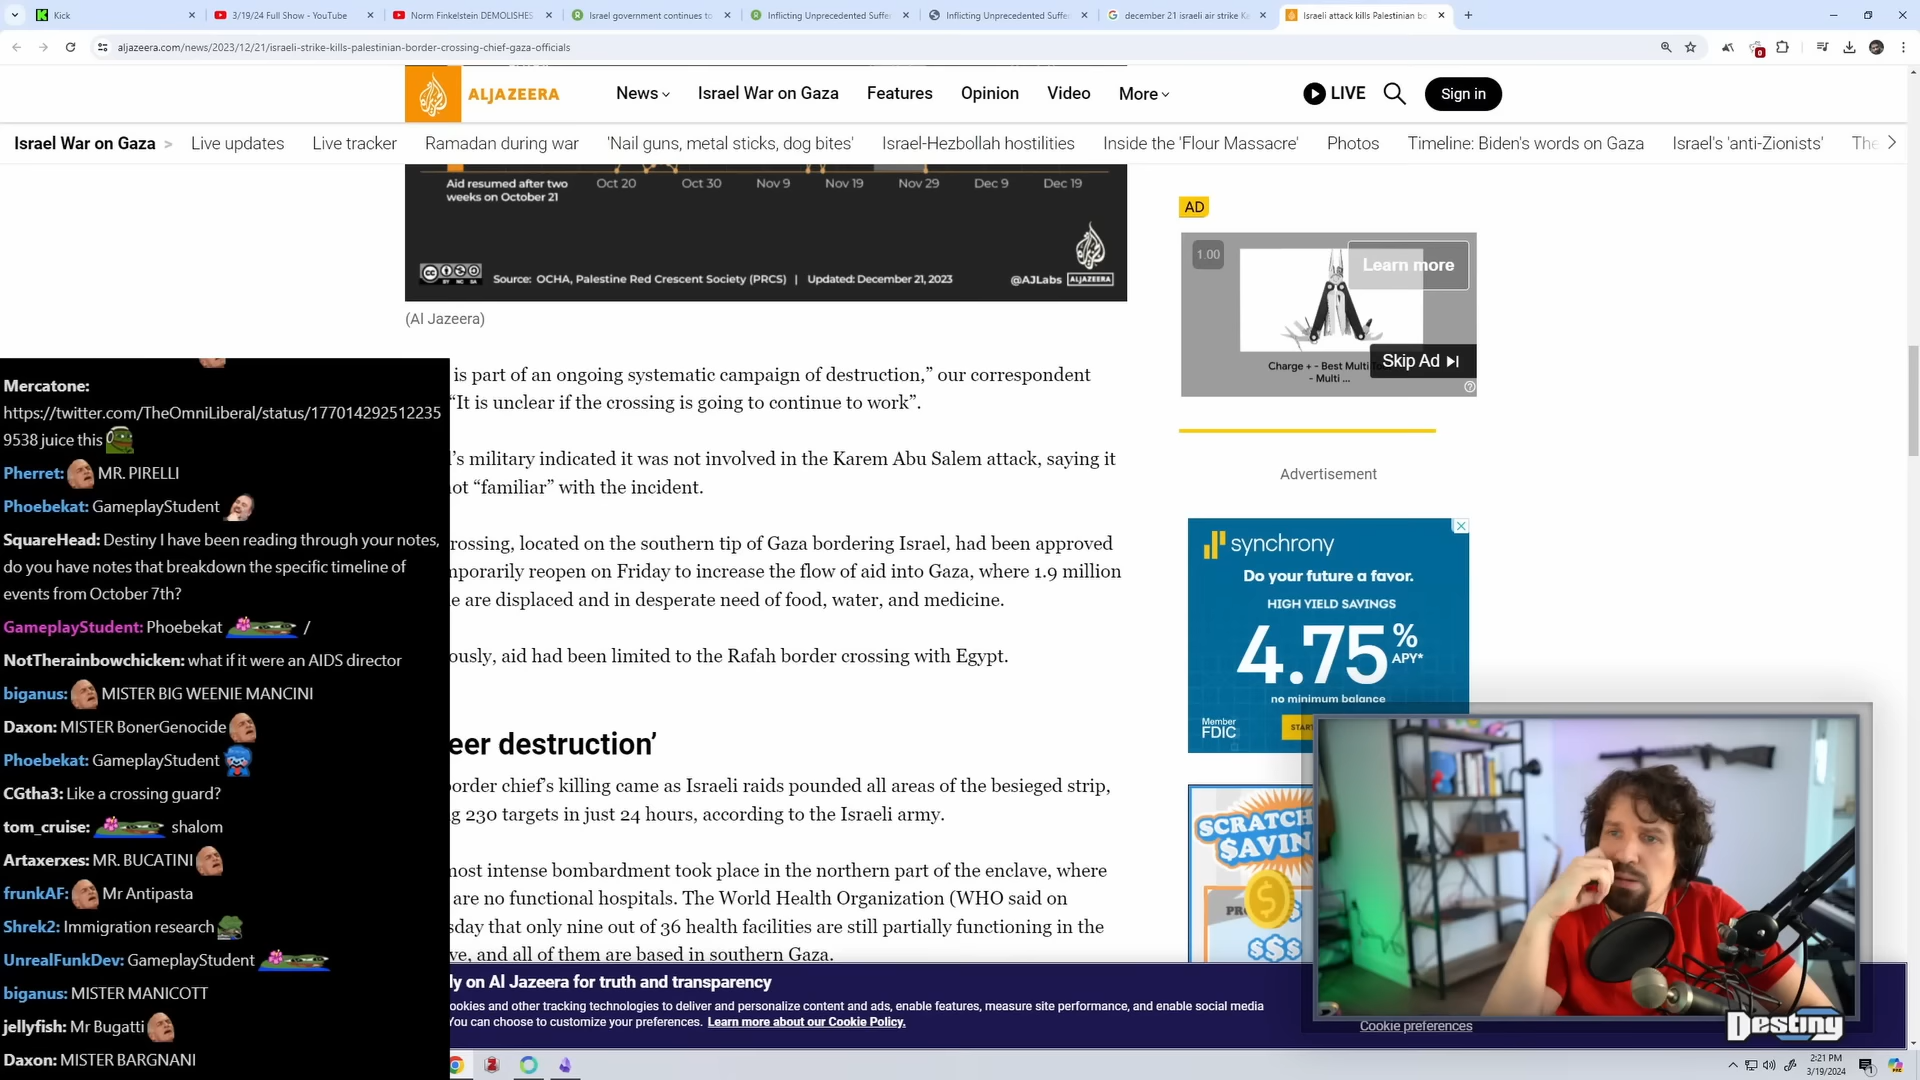 Kick
3/19/24 Full Show - YouTube
Norm Finkelstein DEMOLISHES
Israel government continues to
Inflicting Unprecedented Suffe
Inflicting Unprecedented Suffe
december 21 israeli air strike Ke
Israeli attack kills Palestinian bo
aljazeera.com/news/2023/12/21/israeli-strike-kills-palestinian-border-crossing-chief-gaza-officials
ALJAZEERA
News
Israel War on Gaza
Features
Opinion
Video
More
LIVE
Sign in
Israel War on Gaza >
Live updates
Live tracker
Ramadan during war
'Nail guns, metal sticks, dog bites'
Israel-Hezbollah hostilities
Inside the 'Flour Massacre'
Photos
Timeline: Biden's words on Gaza
Israel's 'anti-Zionists'
The
Aid resumed after two
weeks on October 21
Oct 20
Oct 30
Nov 9
Nov 19
Nov 29
Dec 9
Dec 19
Source: OCHA, Palestine Red Crescent Society (PRCS) | Updated: December 21, 2023
@AJLabs ALJAZEERA
(Al Jazeera)
is part of an ongoing systematic campaign of destruction,” our correspondent
“It is unclear if the crossing is going to continue to work”.
l’s military indicated it was not involved in the Karem Abu Salem attack, saying it
not “familiar” with the incident.
rossing, located on the southern tip of Gaza bordering Israel, had been approved
mporarily reopen on Friday to increase the flow of aid into Gaza, where 1.9 million
e are displaced and in desperate need of food, water, and medicine.
ously, aid had been limited to the Rafah border crossing with Egypt.
eer destruction’
border chief’s killing came as Israeli raids pounded all areas of the besieged strip,
g 230 targets in just 24 hours, according to the Israeli army.
most intense bombardment took place in the northern part of the enclave, where
are no functional hospitals. The World Health Organization (WHO said on
sday that only nine out of 36 health facilities are still partially functioning in the
ve, and all of them are based in southern Gaza.
ly on Al Jazeera for truth and transparency
ookies and other tracking technologies to deliver and personalize content and ads, enable features, measure site performance, and enable social media
You can choose to customize your preferences. Learn more about our Cookie Policy.
Cookie preferences
Mercatone:
https://twitter.com/TheOmniLiberal/status/177014292512235
9538 juice this
Pherret: MR. PIRELLI
Phoebekat: GameplayStudent
SquareHead: Destiny I have been reading through your notes,
do you have notes that breakdown the specific timeline of
events from October 7th?
GameplayStudent: Phoebekat /
NotTherainbowchicken: what if it were an AIDS director
biganus: MISTER BIG WEENIE MANCINI
Daxon: MISTER BonerGenocide
Phoebekat: GameplayStudent
CGtha3: Like a crossing guard?
tom_cruise: shalom
Artaxerxes: MR. BUCATINI
frunkAF: Mr Antipasta
Shrek2: Immigration research
UnrealFunkDev: GameplayStudent
biganus: MISTER MANICOTT
jellyfish: Mr Bugatti
Daxon: MISTER BARGNANI
AD
1.00
Learn more
Skip Ad
Charge + - Best Multi
- Multi ...
Advertisement
synchrony
Do your future a favor.
HIGH YIELD SAVINGS
4.75% APY*
no minimum balance
Member
FDIC
START
SCRATCH
$AVIN
$$$
Destiny
2:21 PM
3/19/2024